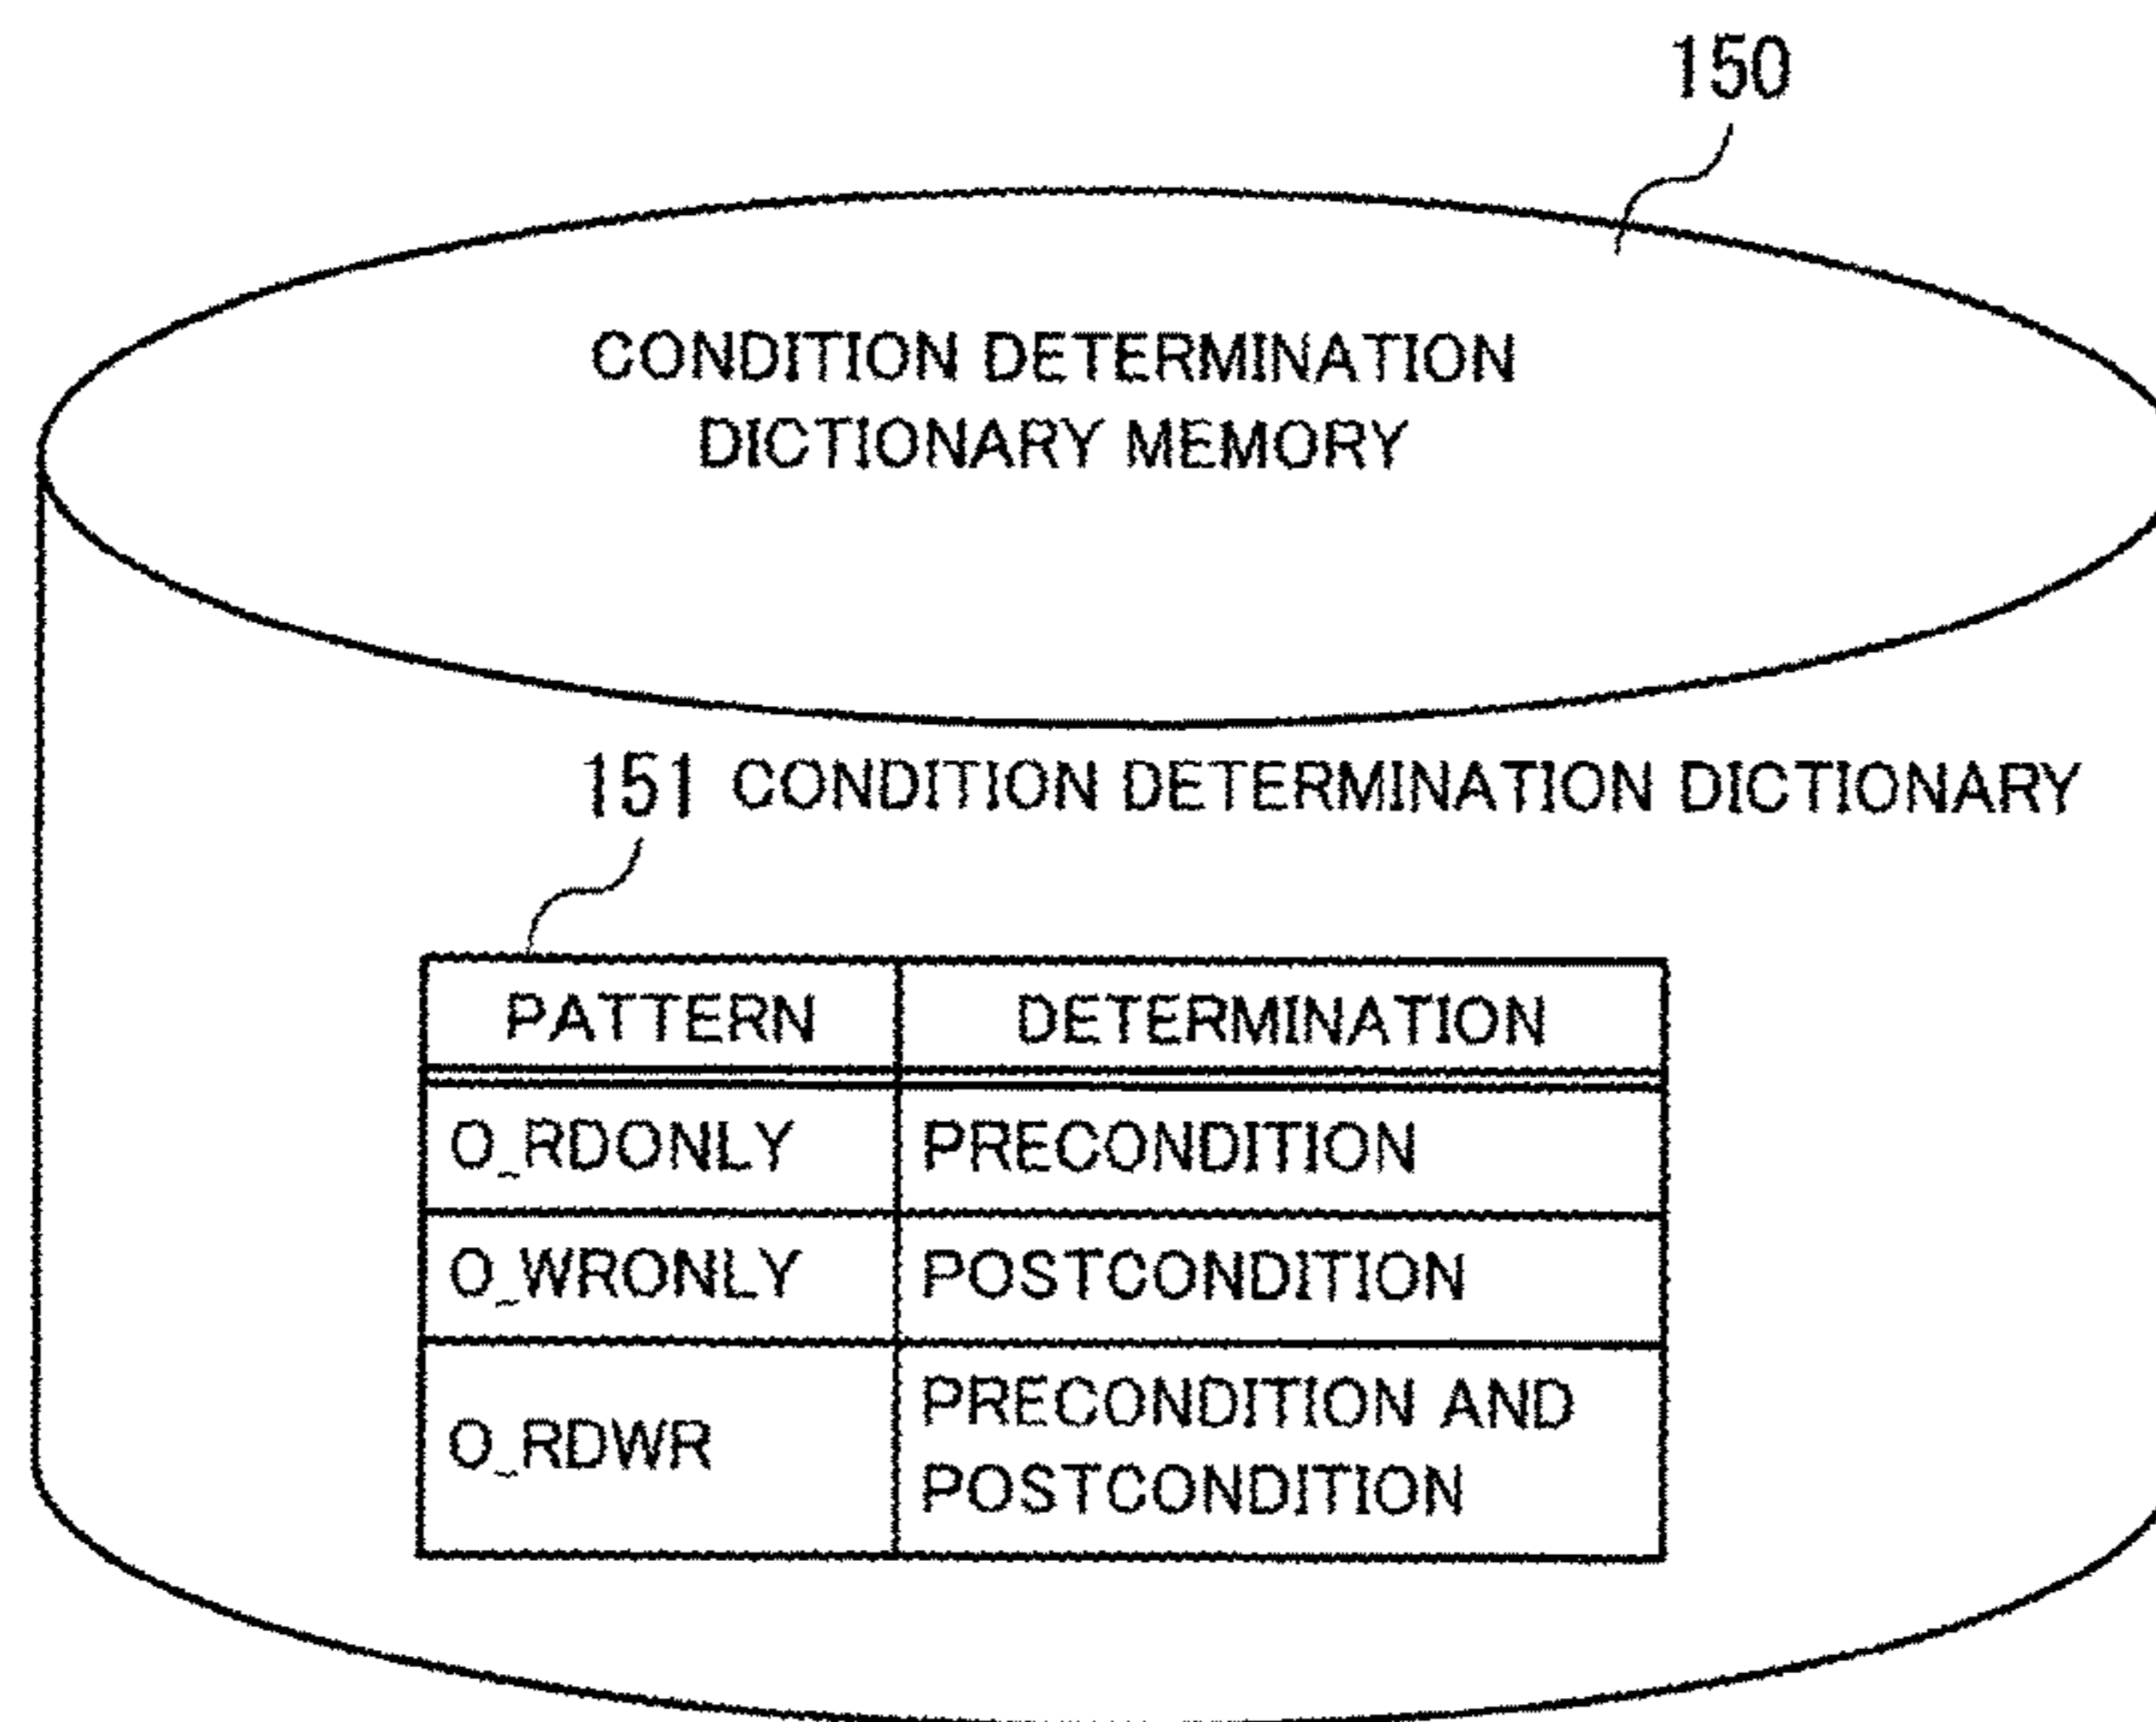 150
CONDITION DETERMINATION
DICTIONARY MEMORY
151 CONDITION DETERMINATION DICTIONARY
PATTERN DETERMINATION
O_RDONLY PRECONDITION
O_WRONLY POSTCONDITION
O_RDWR PRECONDITION AND
POSTCONDITION